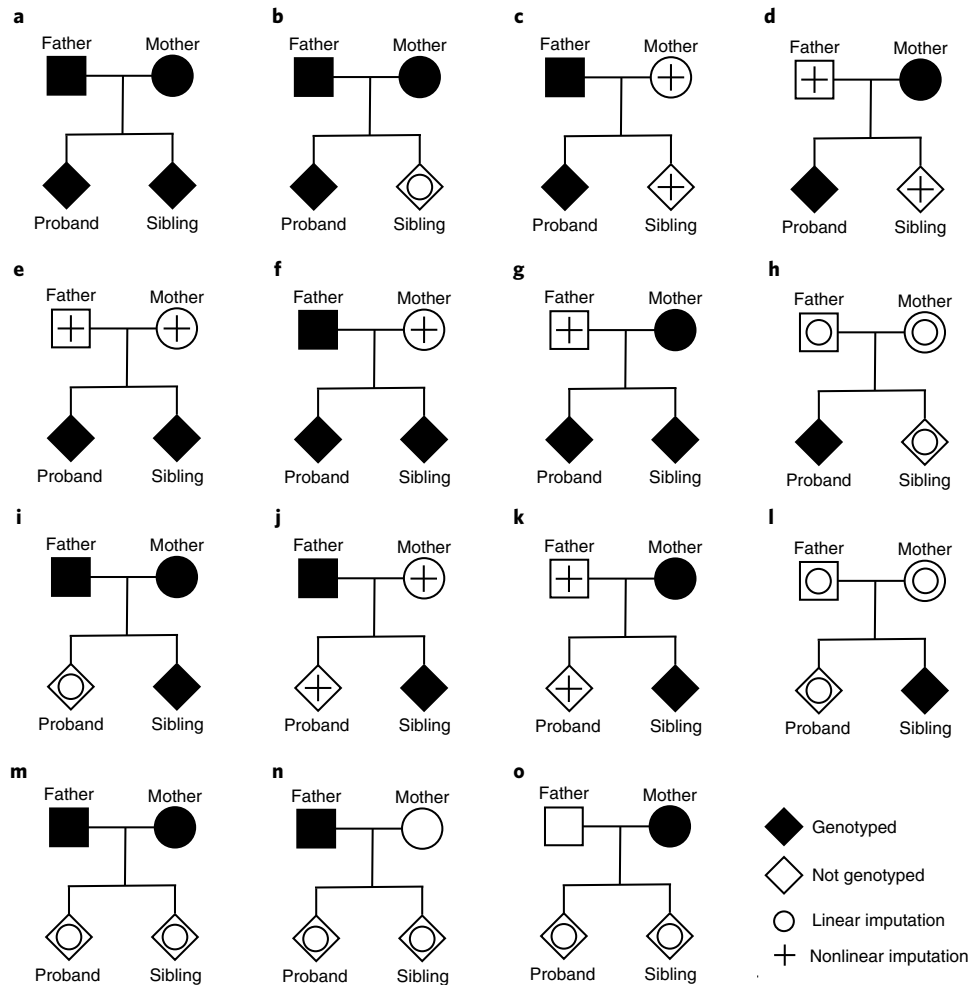 a
b
c
d
Father Mother
Father Mother
Father Mother
Father Mother
Proband Sibling
Proband Sibling
Proband Sibling
Proband Sibling
e
f
g
h
Father Mother
Father Mother
Father Mother
Father Mother
Proband Sibling
Proband Sibling
Proband Sibling
Proband Sibling
i
j
k
l
Father Mother
Father Mother
Father Mother
Father Mother
Proband Sibling
Proband Sibling
Proband Sibling
Proband Sibling
m
n
o
Father Mother
Father Mother
Father Mother
Proband Sibling
Proband Sibling
Proband Sibling
Genotyped
Not genotyped
Linear imputation
Nonlinear imputation